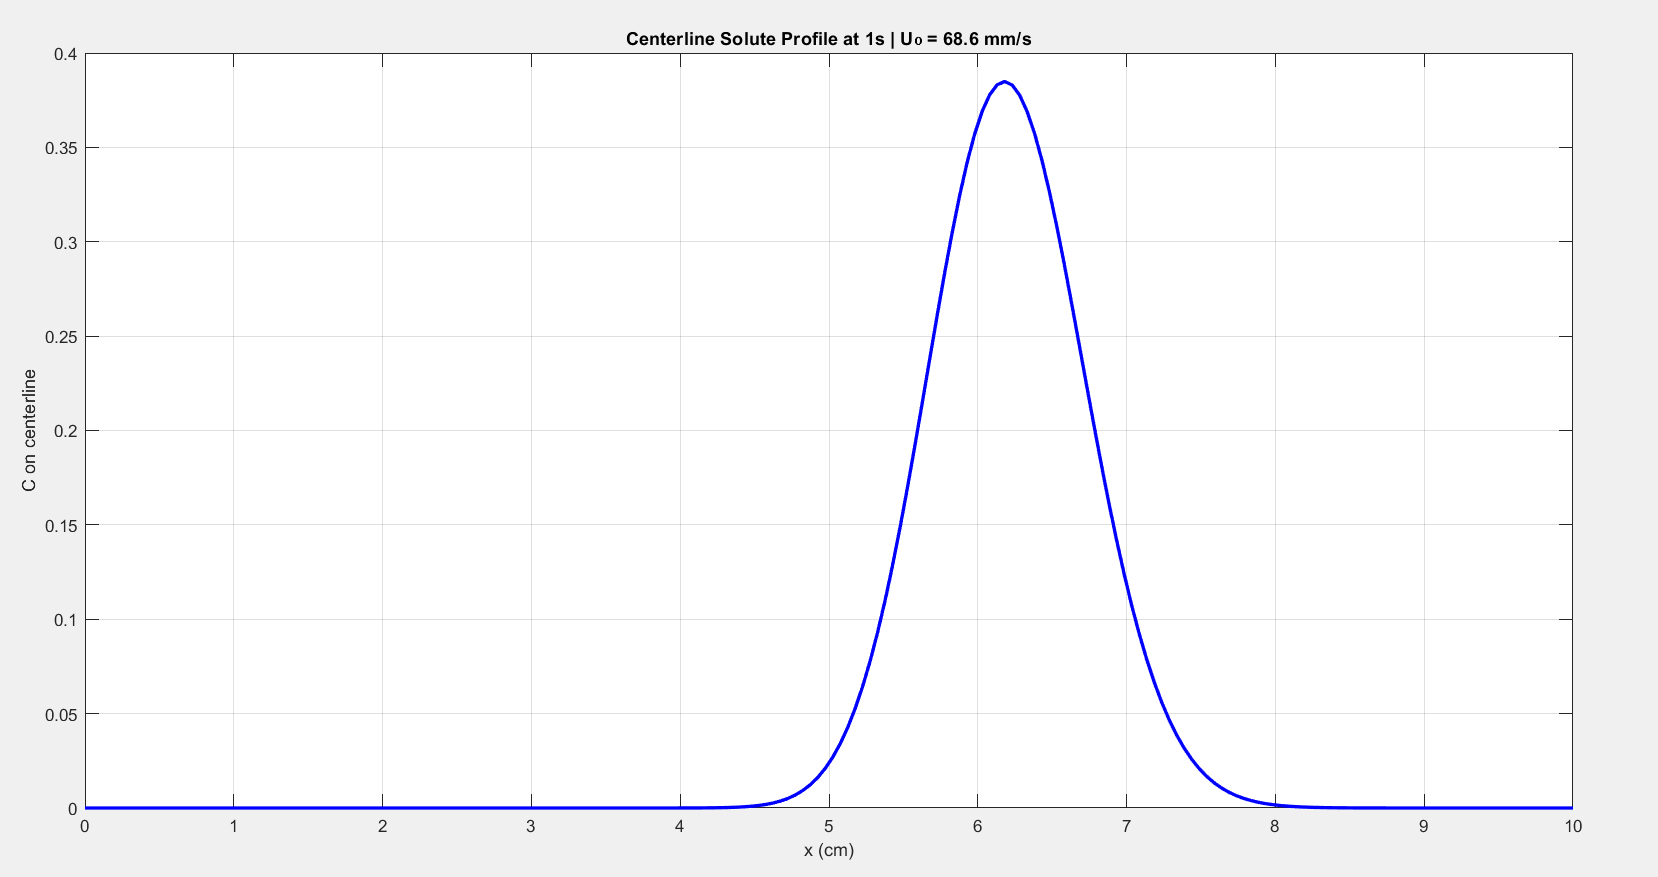 Centerline Solute Profile at 1s | U₀ = 68.6 mm/s
0.4
0.35
0.3
0.25
0.2
0.15
0.1
0.05
0
C on centerline
0 1 2 3 4 5 6 7 8 9 10
x (cm)